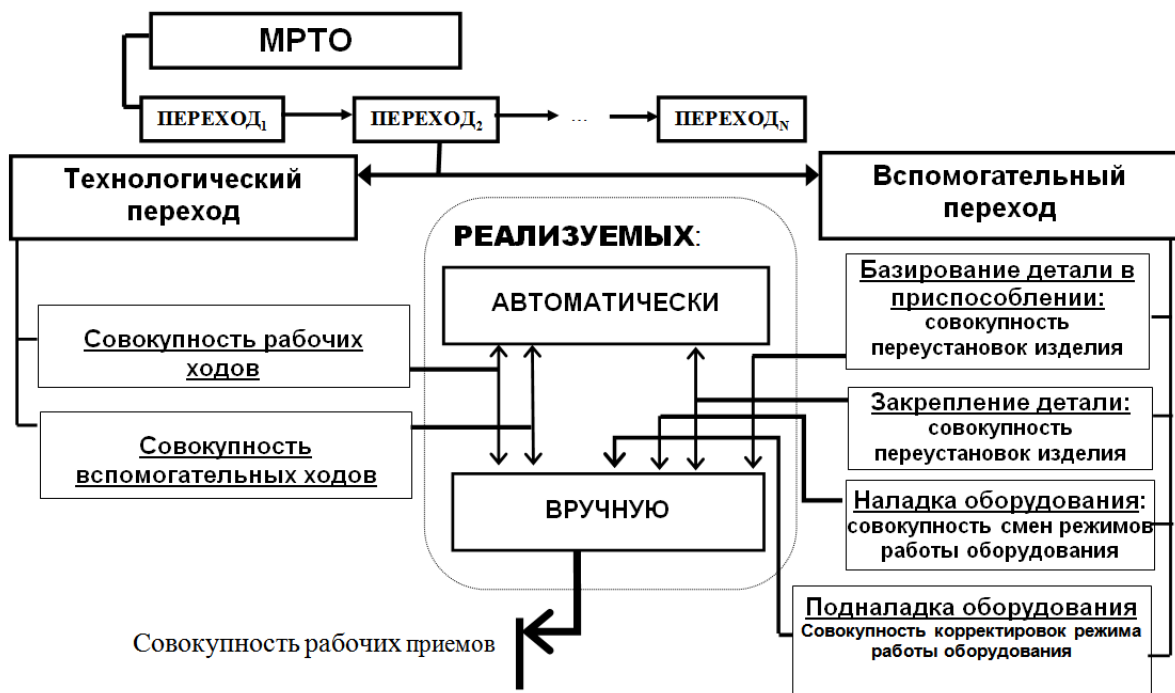 МРТО
ПЕРЕХОД1
ПЕРЕХОД2
...
ПЕРЕХОДN
Технологический
переход
Вспомогательный
переход
РЕАЛИЗУЕМЫХ:
АВТОМАТИЧЕСКИ
ВРУЧНУЮ
Совокупность рабочих
ходов
Совокупность
вспомогательных ходов
Базирование детали в
приспособлении:
совокупность
переустановок изделия
Закрепление детали:
совокупность
переустановок изделия
Наладка оборудования:
совокупность смен режимов
работы оборудования
Подналадка оборудования
Совокупность корректировок режима
работы оборудования
Совокупность рабочих приемов